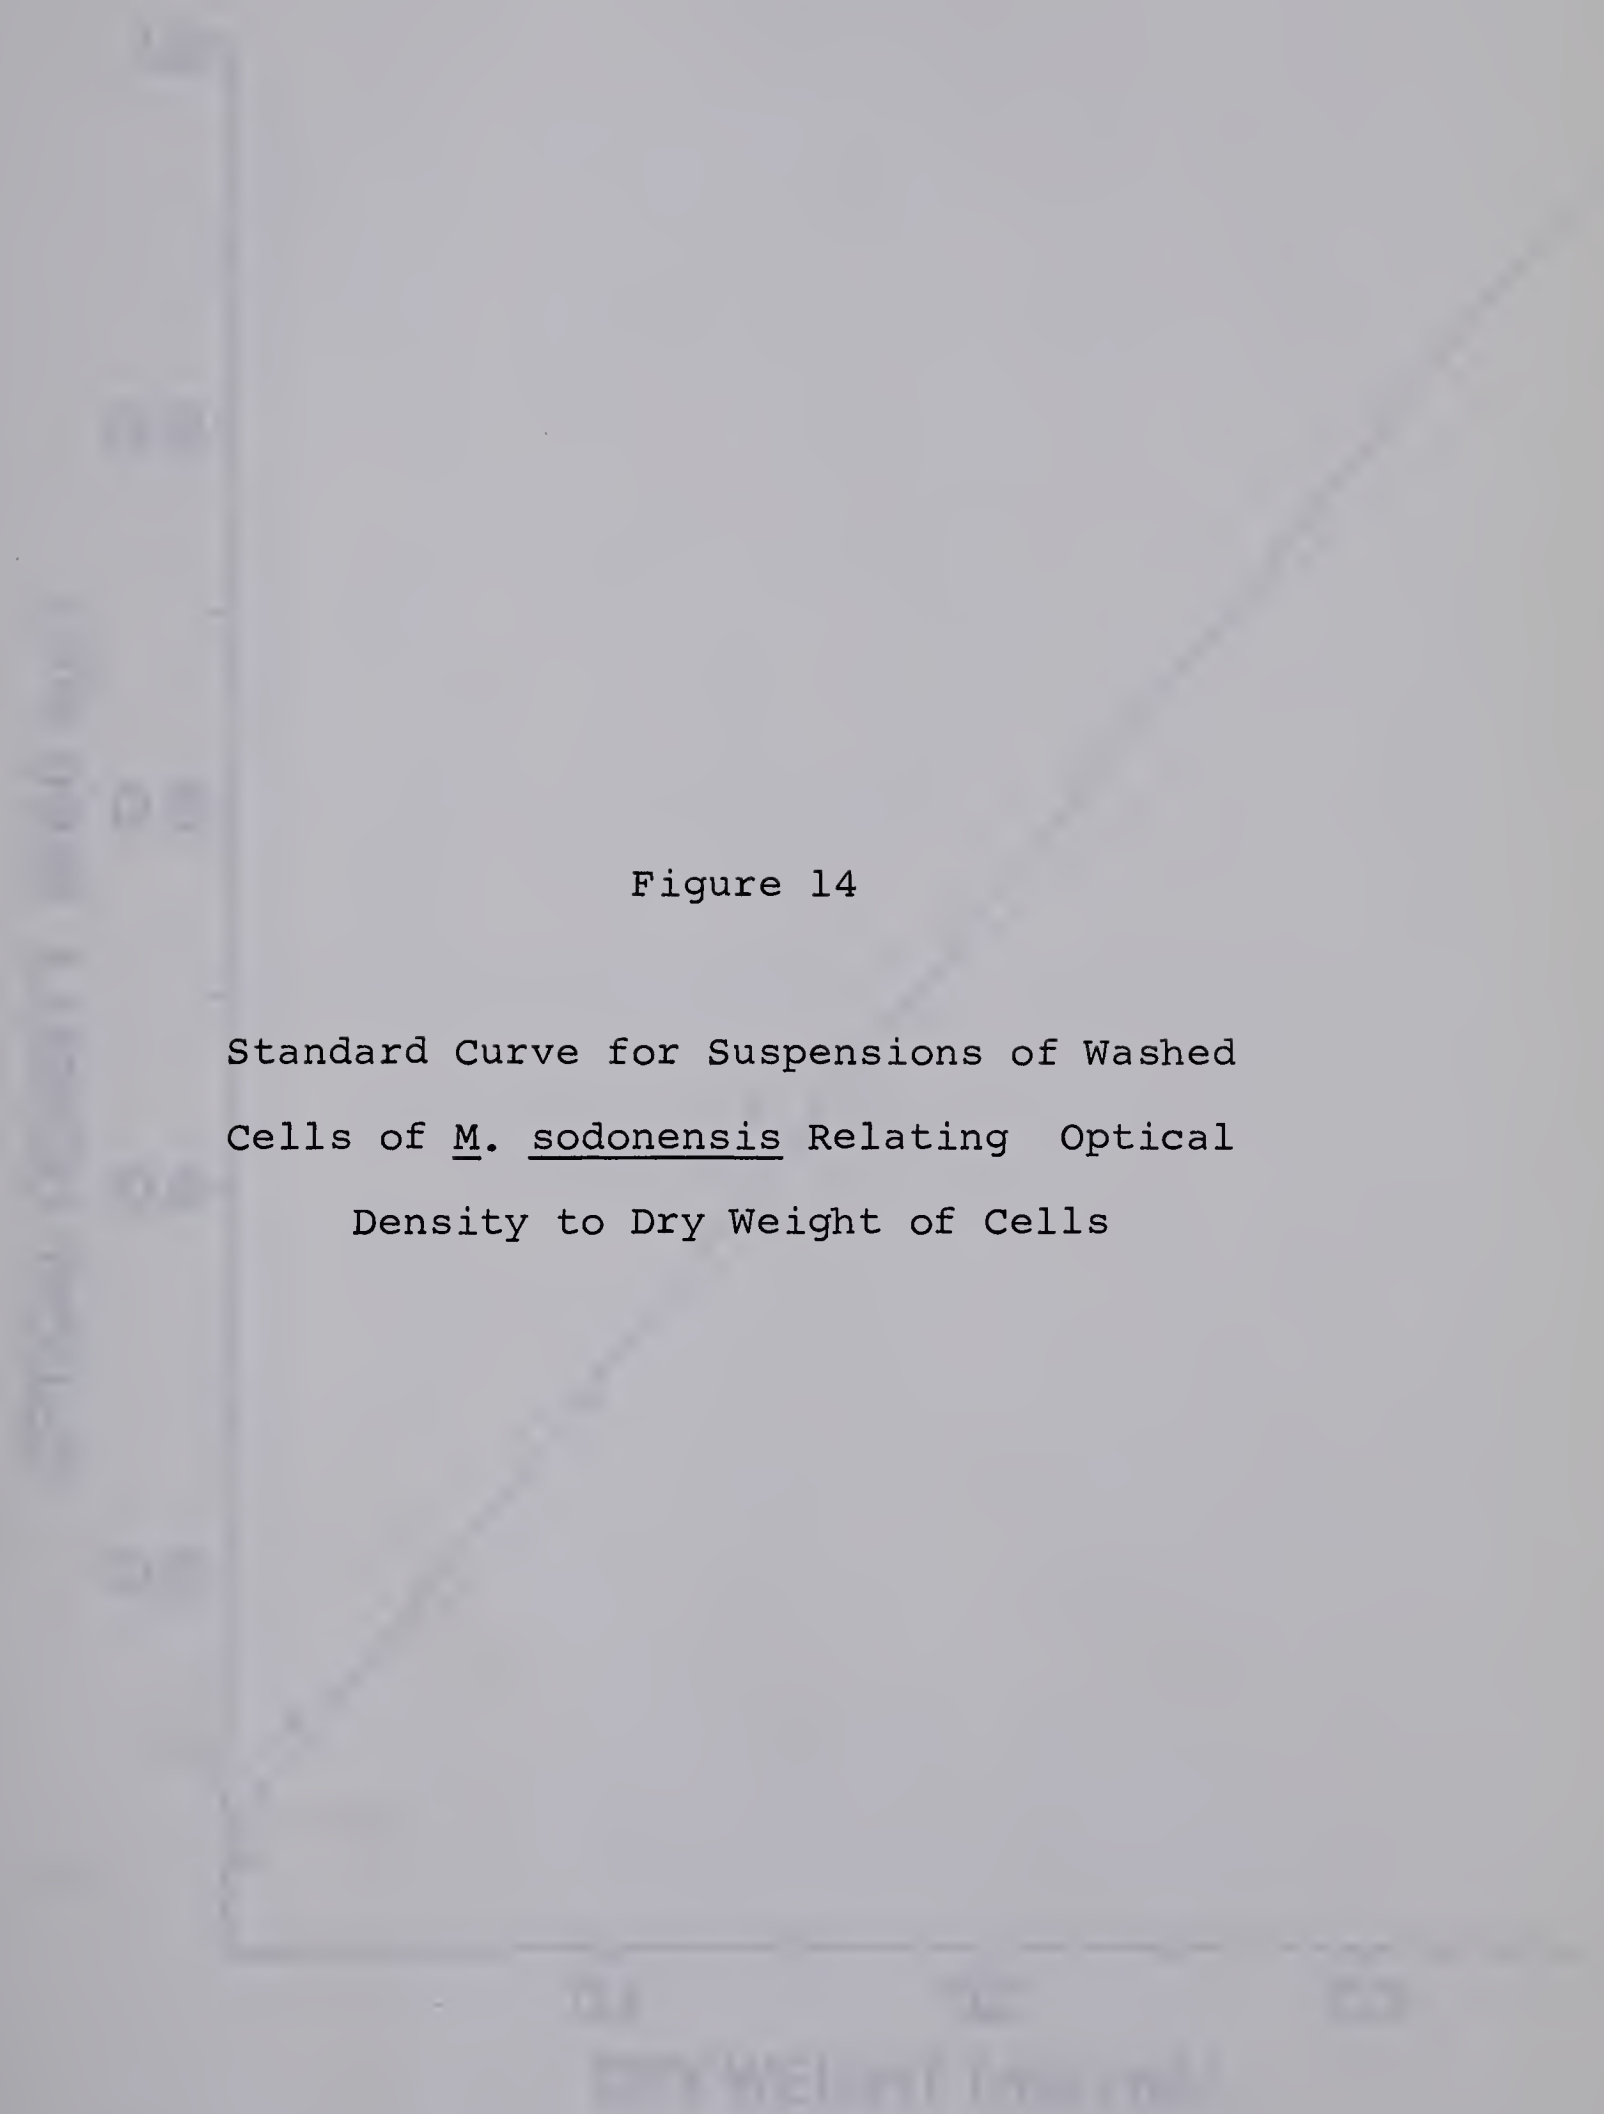 Figure 14
Standard Curve for Suspensions of Washed
Cells of M. sodonensis Relating Optical
Density to Dry Weight of Cells